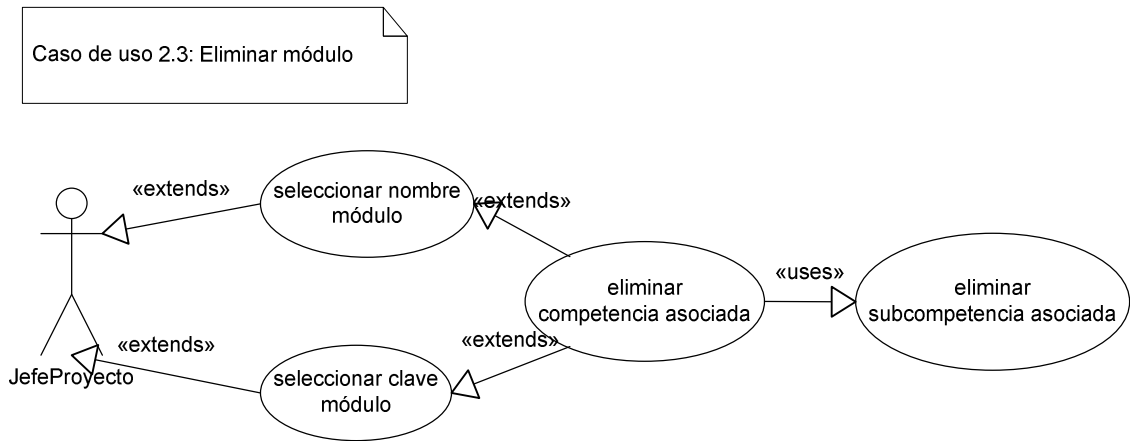 Caso de uso 2.3: Eliminar módulo
«extends»
seleccionar nombre
módulo
«extends»
eliminar
competencia asociada
«uses»
eliminar
subcompetencia asociada
«extends»
«extends»
JefeProyecto
seleccionar clave
módulo